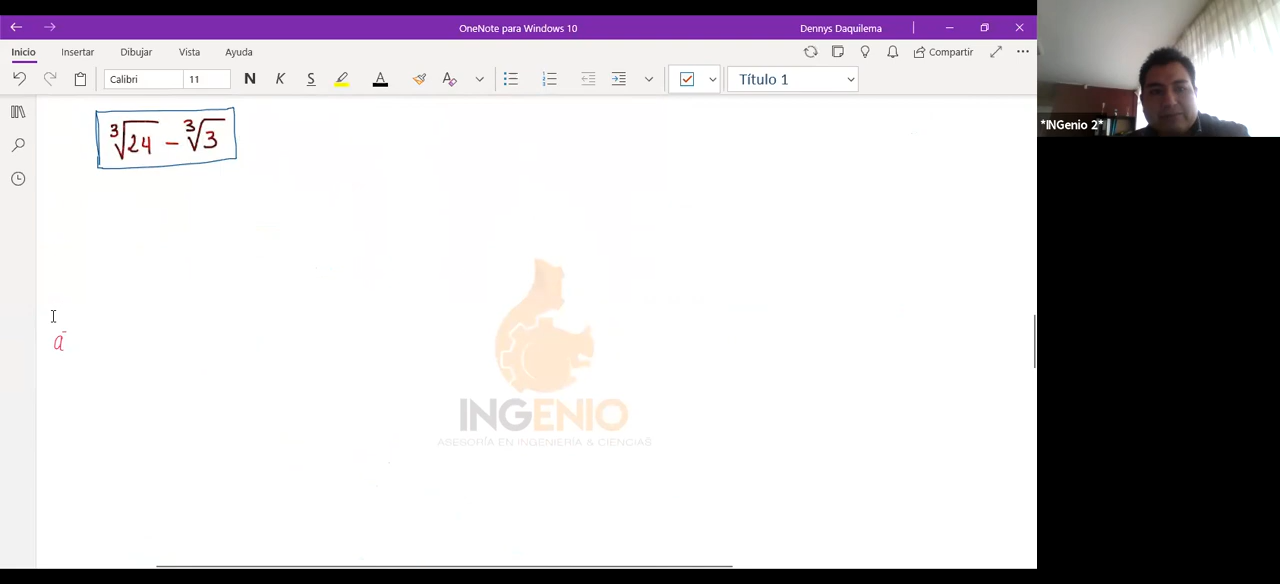 OneNote para Windows 10
Dennys Daquilema
Inicio Insertar Dibujar Vista Ayuda
Compartir
Calibri 11 N K S Título 1
*INGenio 2*
∛24 − ∛3
a
INGENIO
ASESORÍA EN INGENIERÍA & CIENCIAS